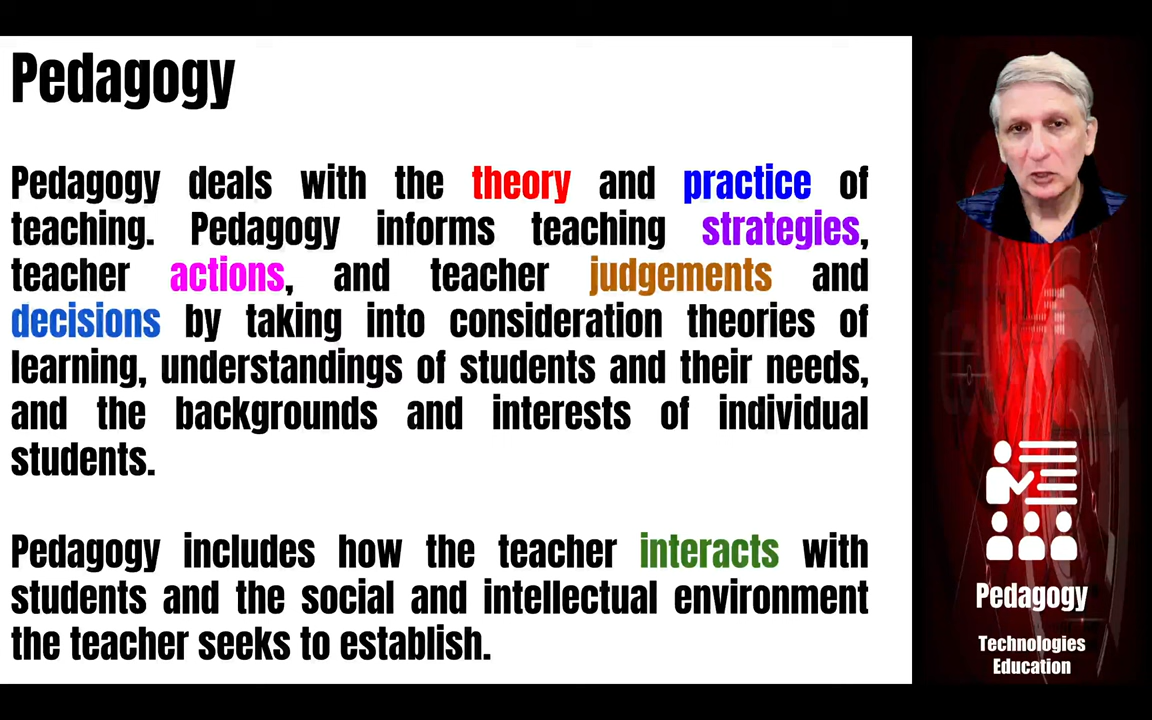 Pedagogy
Pedagogy deals with the theory and practice of
teaching. Pedagogy informs teaching strategies,
teacher actions, and teacher judgements and
decisions by taking into consideration theories of
learning, understandings of students and their needs,
and the backgrounds and interests of individual
students.
Pedagogy includes how the teacher interacts with
students and the social and intellectual environment
the teacher seeks to establish.
Pedagogy
Technologies
Education